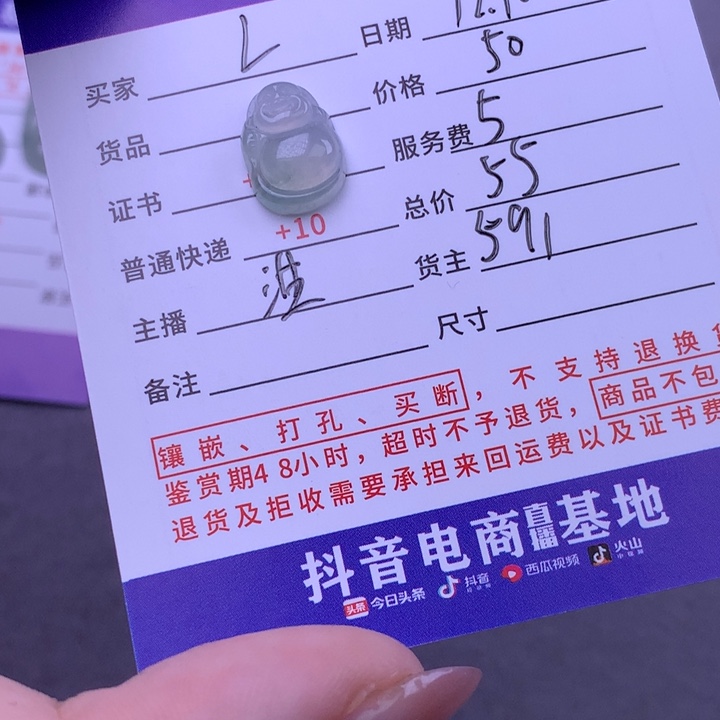 买家 L 日期
货品 价格 50
证书 服务费 5
普通快递 +10 总价 55
主播 货主 591
备注 尺寸
镶嵌、打孔、买断，不支持退换
鉴赏期48小时，超时不予退货，商品不包
退货及拒收需要承担来回运费以及证书费
抖音电商直播基地
头条 今日头条 抖音 西瓜视频 火山